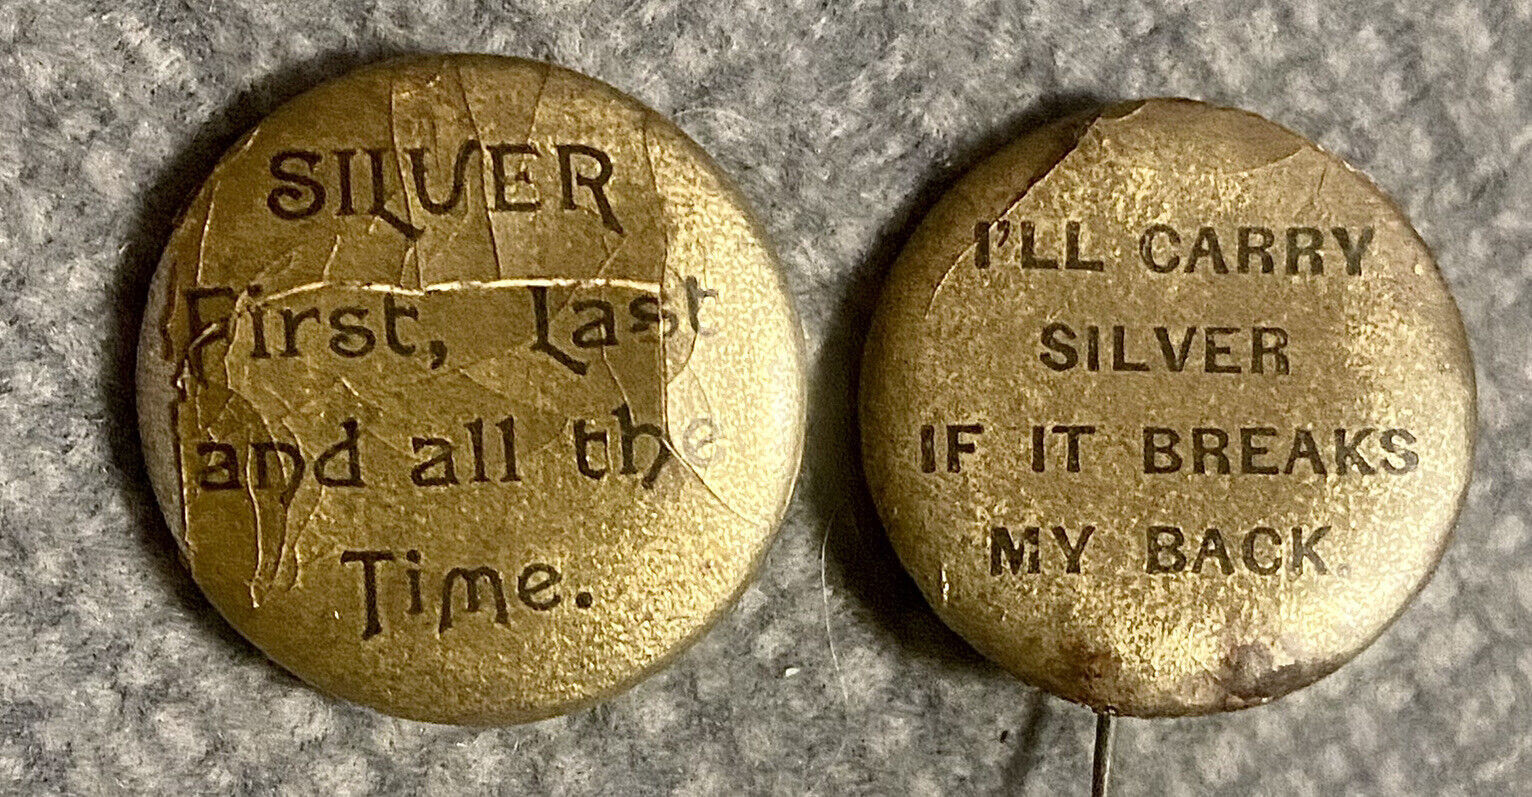 SILVER
First, Last
and all the
Time.
I'LL CARRY
SILVER
IF IT BREAKS
MY BACK.